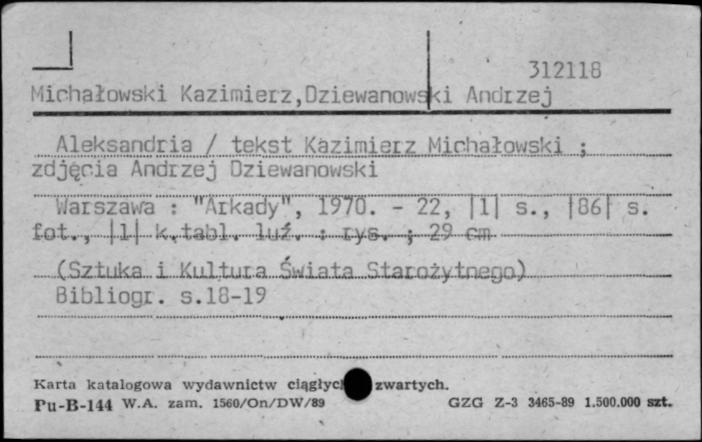 312118
Michałowski Kazimierz,Dziewanowski Andrzej
Aleksandria / tekst Kazimierz Michałowski ;
zdjęcia Andrzej Dziewanowski
Warszawa : "Arkady", 1970. - 22, |1| s., |86| s.
fot., |1| k.tabl. luź. : rys. ; 29 cm
(Sztuka i Kultura Świata Starożytnego)
Bibliogr. s.18-19
Karta katalogowa wydawnictw ciągłyc zwartych.
Pu-B-144 W.A. zam. 1560/On/DW/89 GZG Z-3 3465-89 1.500.000 szt.